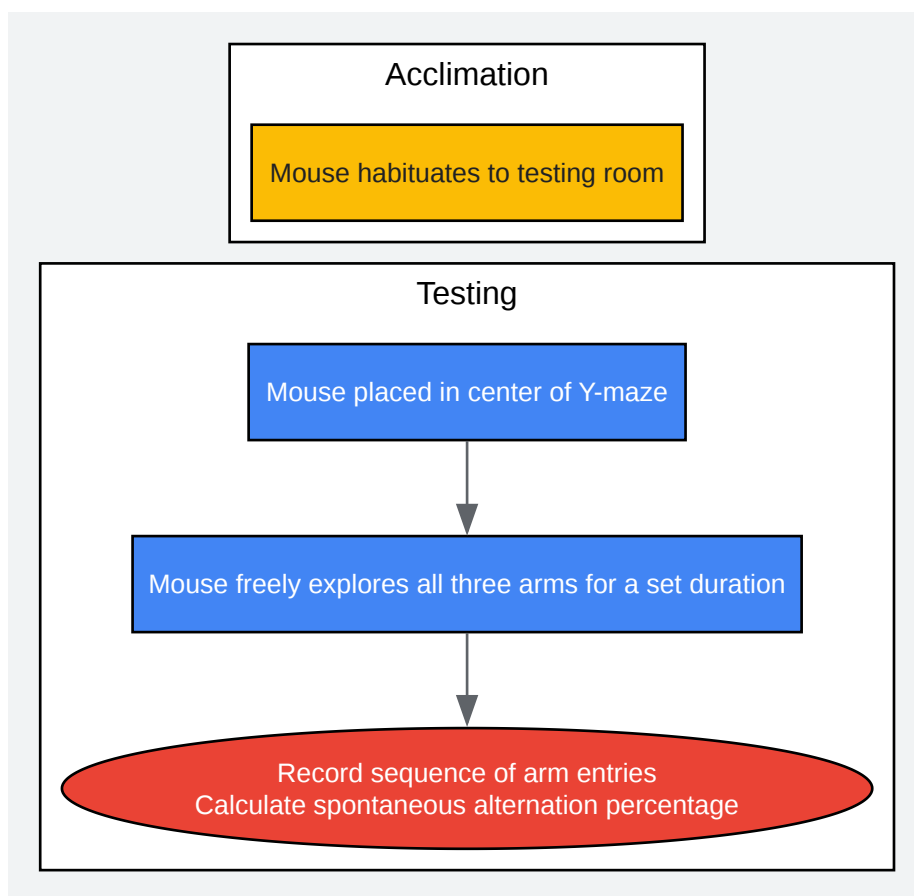 Acclimation
Mouse habituates to testing room
Testing
Mouse placed in center of Y-maze
Mouse freely explores all three arms for a set duration
Record sequence of arm entries
Calculate spontaneous alternation percentage